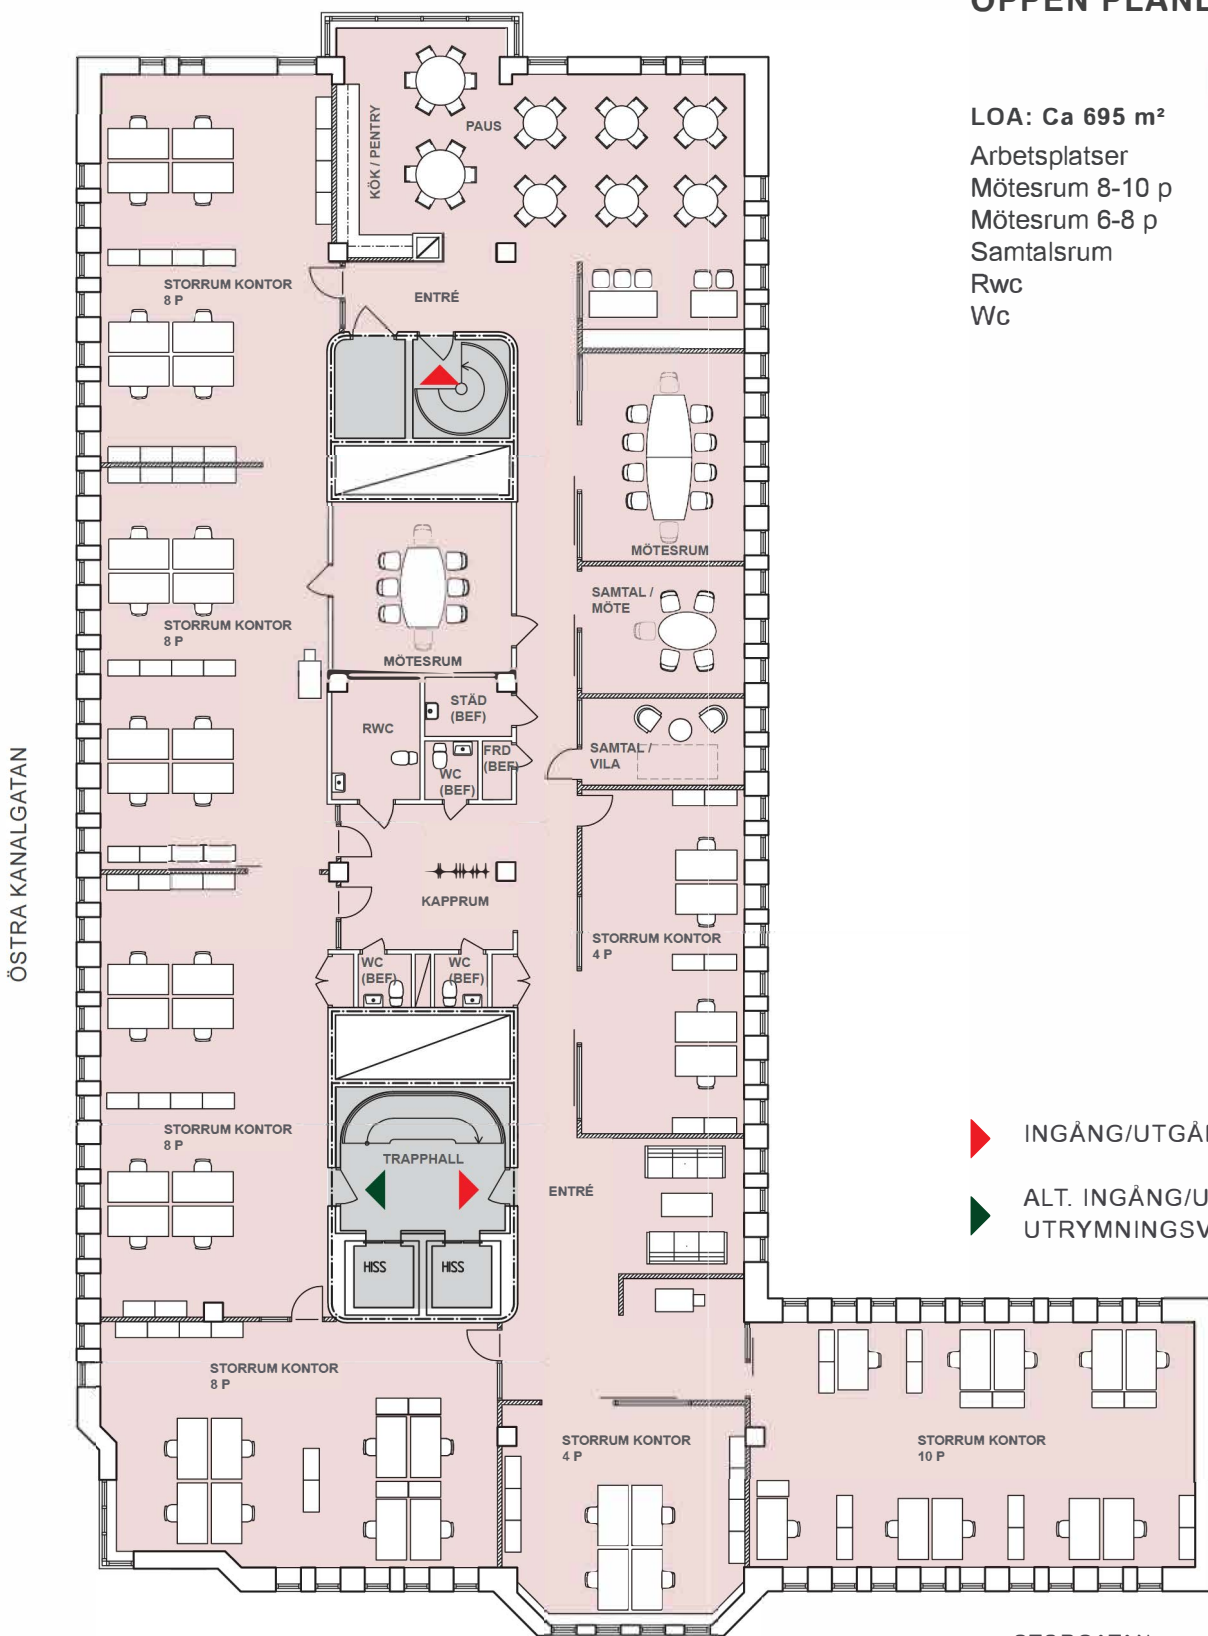 LOA: Ca 695 m²
Arbetsplatser
Mötesrum 8-10 p
Mötesrum 6-8 p
Samtalsrum
Rwc
Wc
KÖK / PENTRY
PAUS
STORRUM KONTOR
8 P
ENTRÉ
MÖTESRUM
SAMTAL /
MÖTE
STORRUM KONTOR
8 P
MÖTESRUM
STÄD
(BEF)
RWC
FRD
(BEF)
WC
(BEF)
SAMTAL /
VILA
ÖSTRA KANALGATAN
KAPPRUM
STORRUM KONTOR
4 P
WC
(BEF)
WC
(BEF)
STORRUM KONTOR
8 P
TRAPPHALL
ENTRÉ
HISS
HISS
INGÅNG/UTGÅ
ALT. INGÅNG/U
UTRYMNINGSV
STORRUM KONTOR
8 P
STORRUM KONTOR
4 P
STORRUM KONTOR
10 P